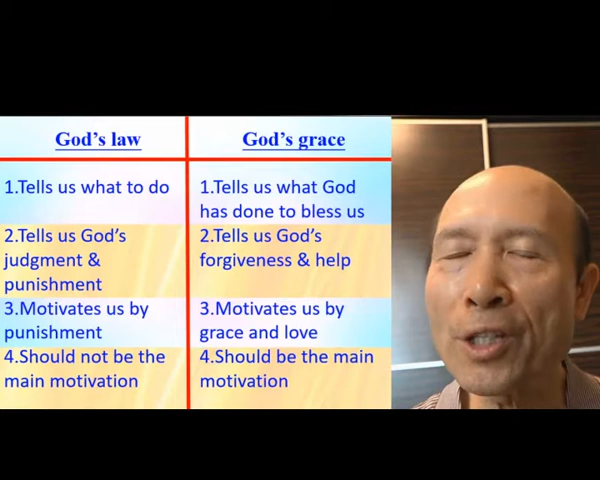 God's law
1.Tells us what to do
2.Tells us God's
judgment &
punishment
3.Motivates us by
punishment
4.Should not be the
main motivation
God's grace
1.Tells us what God
has done to bless us
2.Tells us God's
forgiveness & help
3.Motivates us by
grace and love
4.Should be the main
motivation